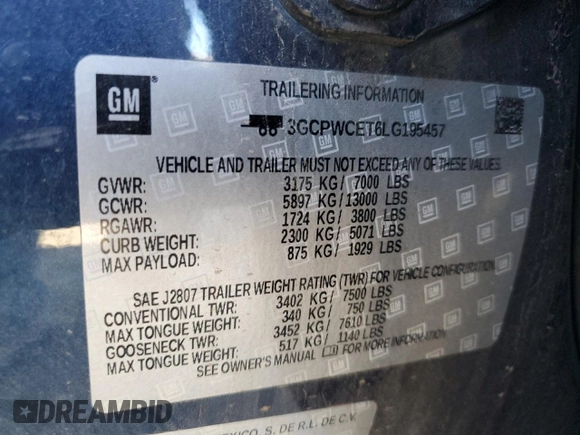 GM
TRAILERING INFORMATION
3GCPWCET6LG195457
VEHICLE AND TRAILER MUST NOT EXCEED ANY OF THESE VALUES
GVWR: 3175 KG/ 7000 LBS
GCWR: 5897 KG/ 13000 LBS
RGAWR: 1724 KG/ 3800 LBS
CURB WEIGHT: 2300 KG/ 5071 LBS
MAX PAYLOAD: 875 KG/ 1929 LBS
SAE J2807 TRAILER WEIGHT RATING (TWR) FOR VEHICLE CONFIGURATION
CONVENTIONAL TWR: 3402 KG/ 7500 LBS
MAX TONGUE WEIGHT: 340 KG/ 750 LBS
GOOSENECK TWR: 3452 KG/ 7610 LBS
MAX TONGUE WEIGHT: 517 KG/ 1140 LBS
SEE OWNER'S MANUAL FOR MORE INFORMATION
S. DE R.L. DE C.V.
DREAMBID